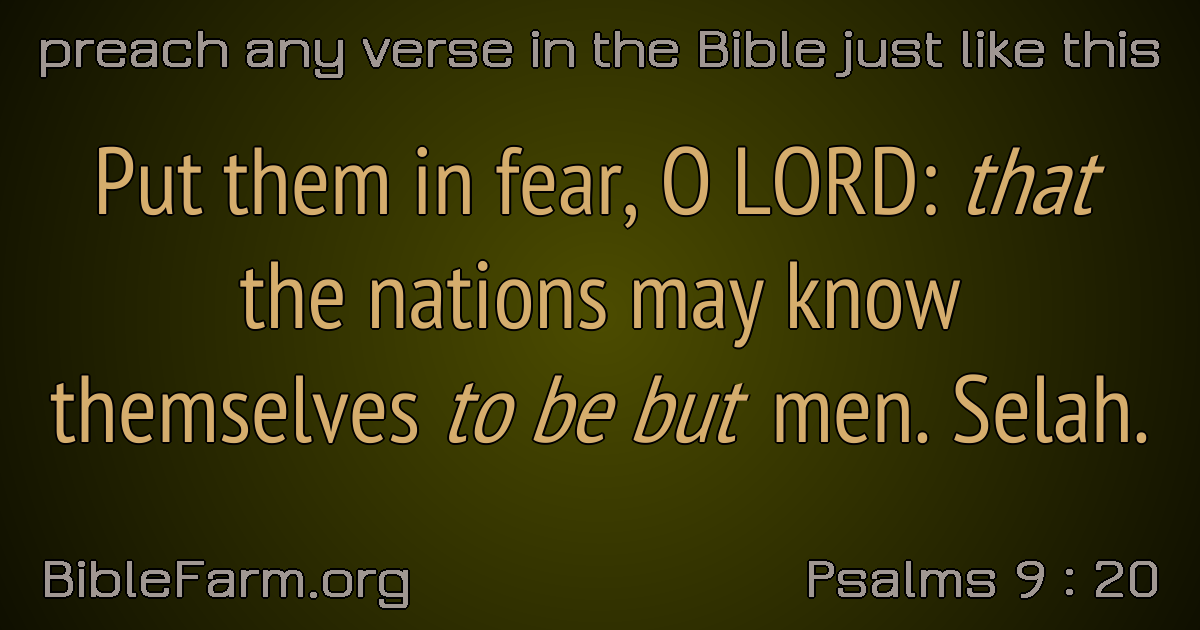 preach any verse in the Bible just like this
Put them in fear, O LORD: that
the nations may know
themselves to be but men. Selah.
BibleFarm.org
Psalms 9 : 20